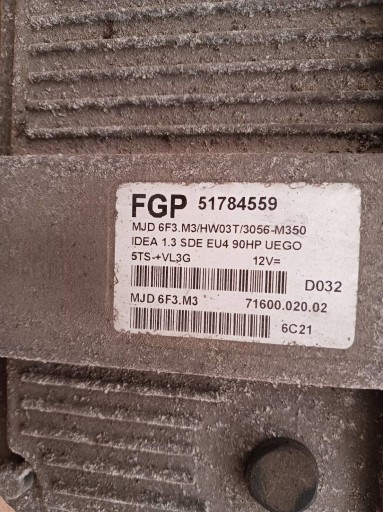 FGP 51784559
MJD 6F3.M3/HW03T/3056-M350
IDEA 1.3 SDE EU4 90HP UEGO
5TS-+VL3G 12V=
D032
MJD 6F3.M3 71600.020.02
6C21